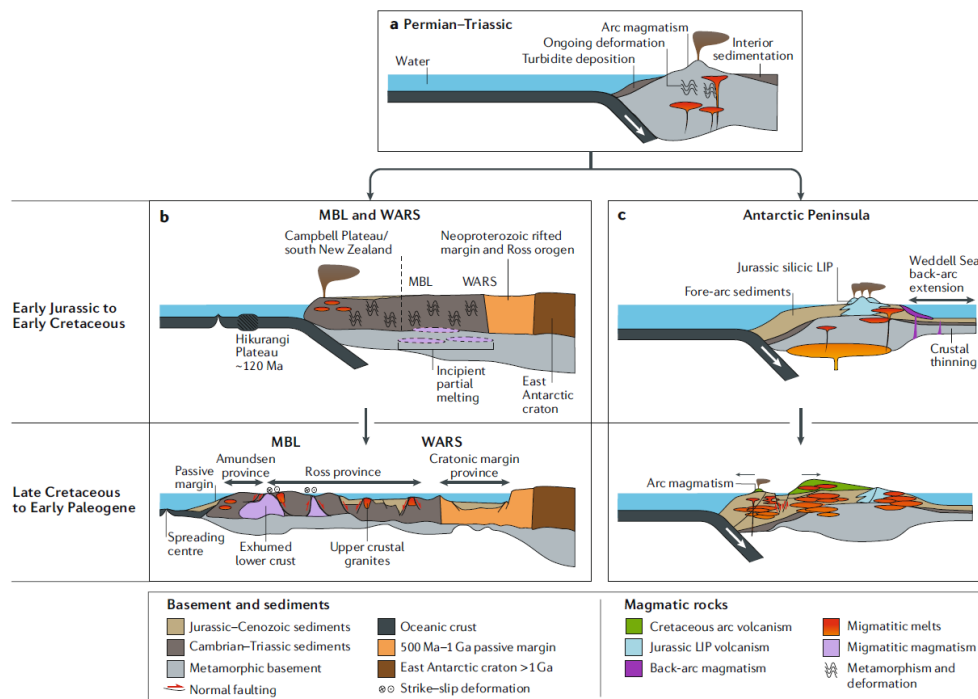 a Permian–Triassic
Arc magmatism
Ongoing deformation
Turbidite deposition
Interior
sedimentation
Water
b
MBL and WARS
Campbell Plateau/
south New Zealand
Neoproterozoic rifted
margin and Ross orogen
MBL
WARS
Early Jurassic to
Early Cretaceous
Hikurangi
Plateau
~120 Ma
Incipient
partial
melting
East
Antarctic
craton
c
Antarctic Peninsula
Jurassic silicic LIP
Weddell Sea
back-arc
extension
Fore-arc sediments
Crustal
thinning
Late Cretaceous
to Early Paleogene
MBL
WARS
Passive
margin
Amundsen
province
Ross province
Cratonic margin
province
Spreading
centre
Exhumed
lower crust
Upper crustal
granites
Arc magmatism
Basement and sediments
Jurassic–Cenozoic sediments
Cambrian–Triassic sediments
Metamorphic basement
Normal faulting
Oceanic crust
500 Ma–1 Ga passive margin
East Antarctic craton >1 Ga
Strike–slip deformation
Magmatic rocks
Cretaceous arc volcanism
Jurassic LIP volcanism
Back-arc magmatism
Migmatitic melts
Migmatitic magmatism
Metamorphism and
deformation